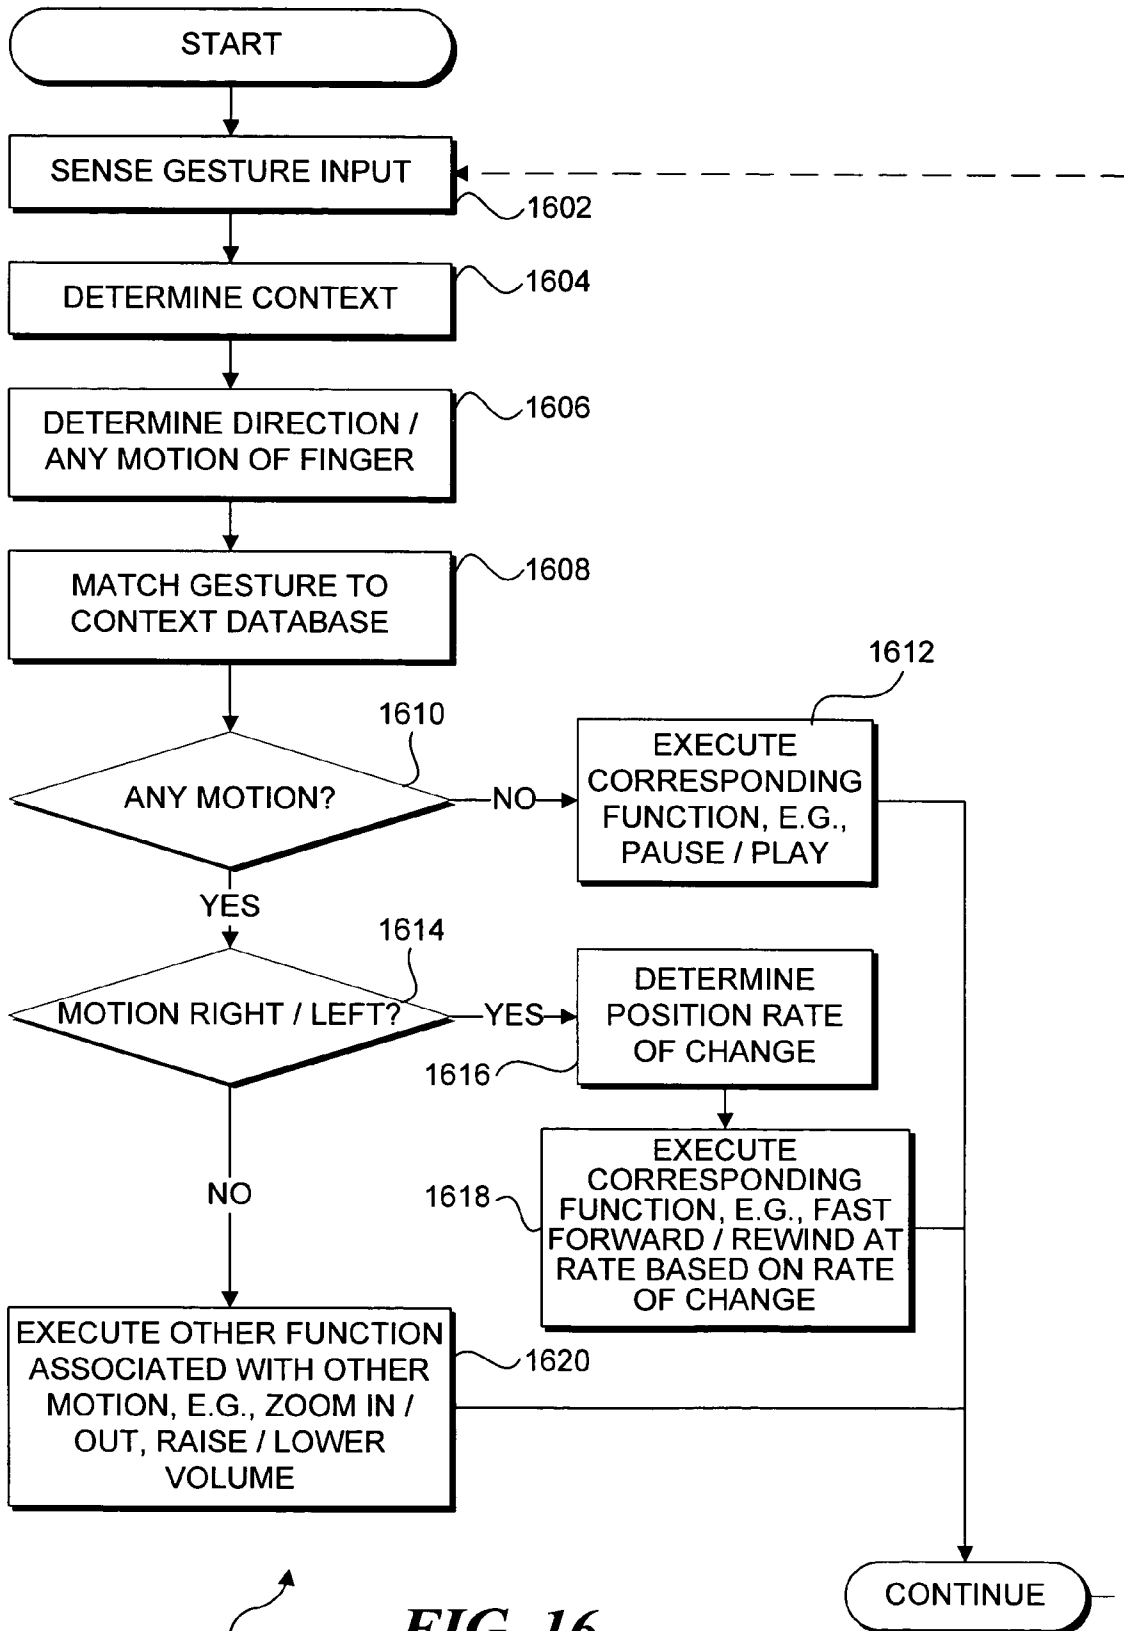 START
SENSE GESTURE INPUT
1602
DETERMINE CONTEXT
1604
DETERMINE DIRECTION /
ANY MOTION OF FINGER
1606
MATCH GESTURE TO
CONTEXT DATABASE
1608
ANY MOTION?
1610
NO
EXECUTE
CORRESPONDING
FUNCTION, E.G.,
PAUSE / PLAY
1612
YES
MOTION RIGHT / LEFT?
1614
YES
DETERMINE
POSITION RATE
OF CHANGE
1616
EXECUTE
CORRESPONDING
FUNCTION, E.G., FAST
FORWARD / REWIND AT
RATE BASED ON RATE
OF CHANGE
1618
NO
EXECUTE OTHER FUNCTION
ASSOCIATED WITH OTHER
MOTION, E.G., ZOOM IN /
OUT, RAISE / LOWER
VOLUME
1620
CONTINUE
FIG. 16